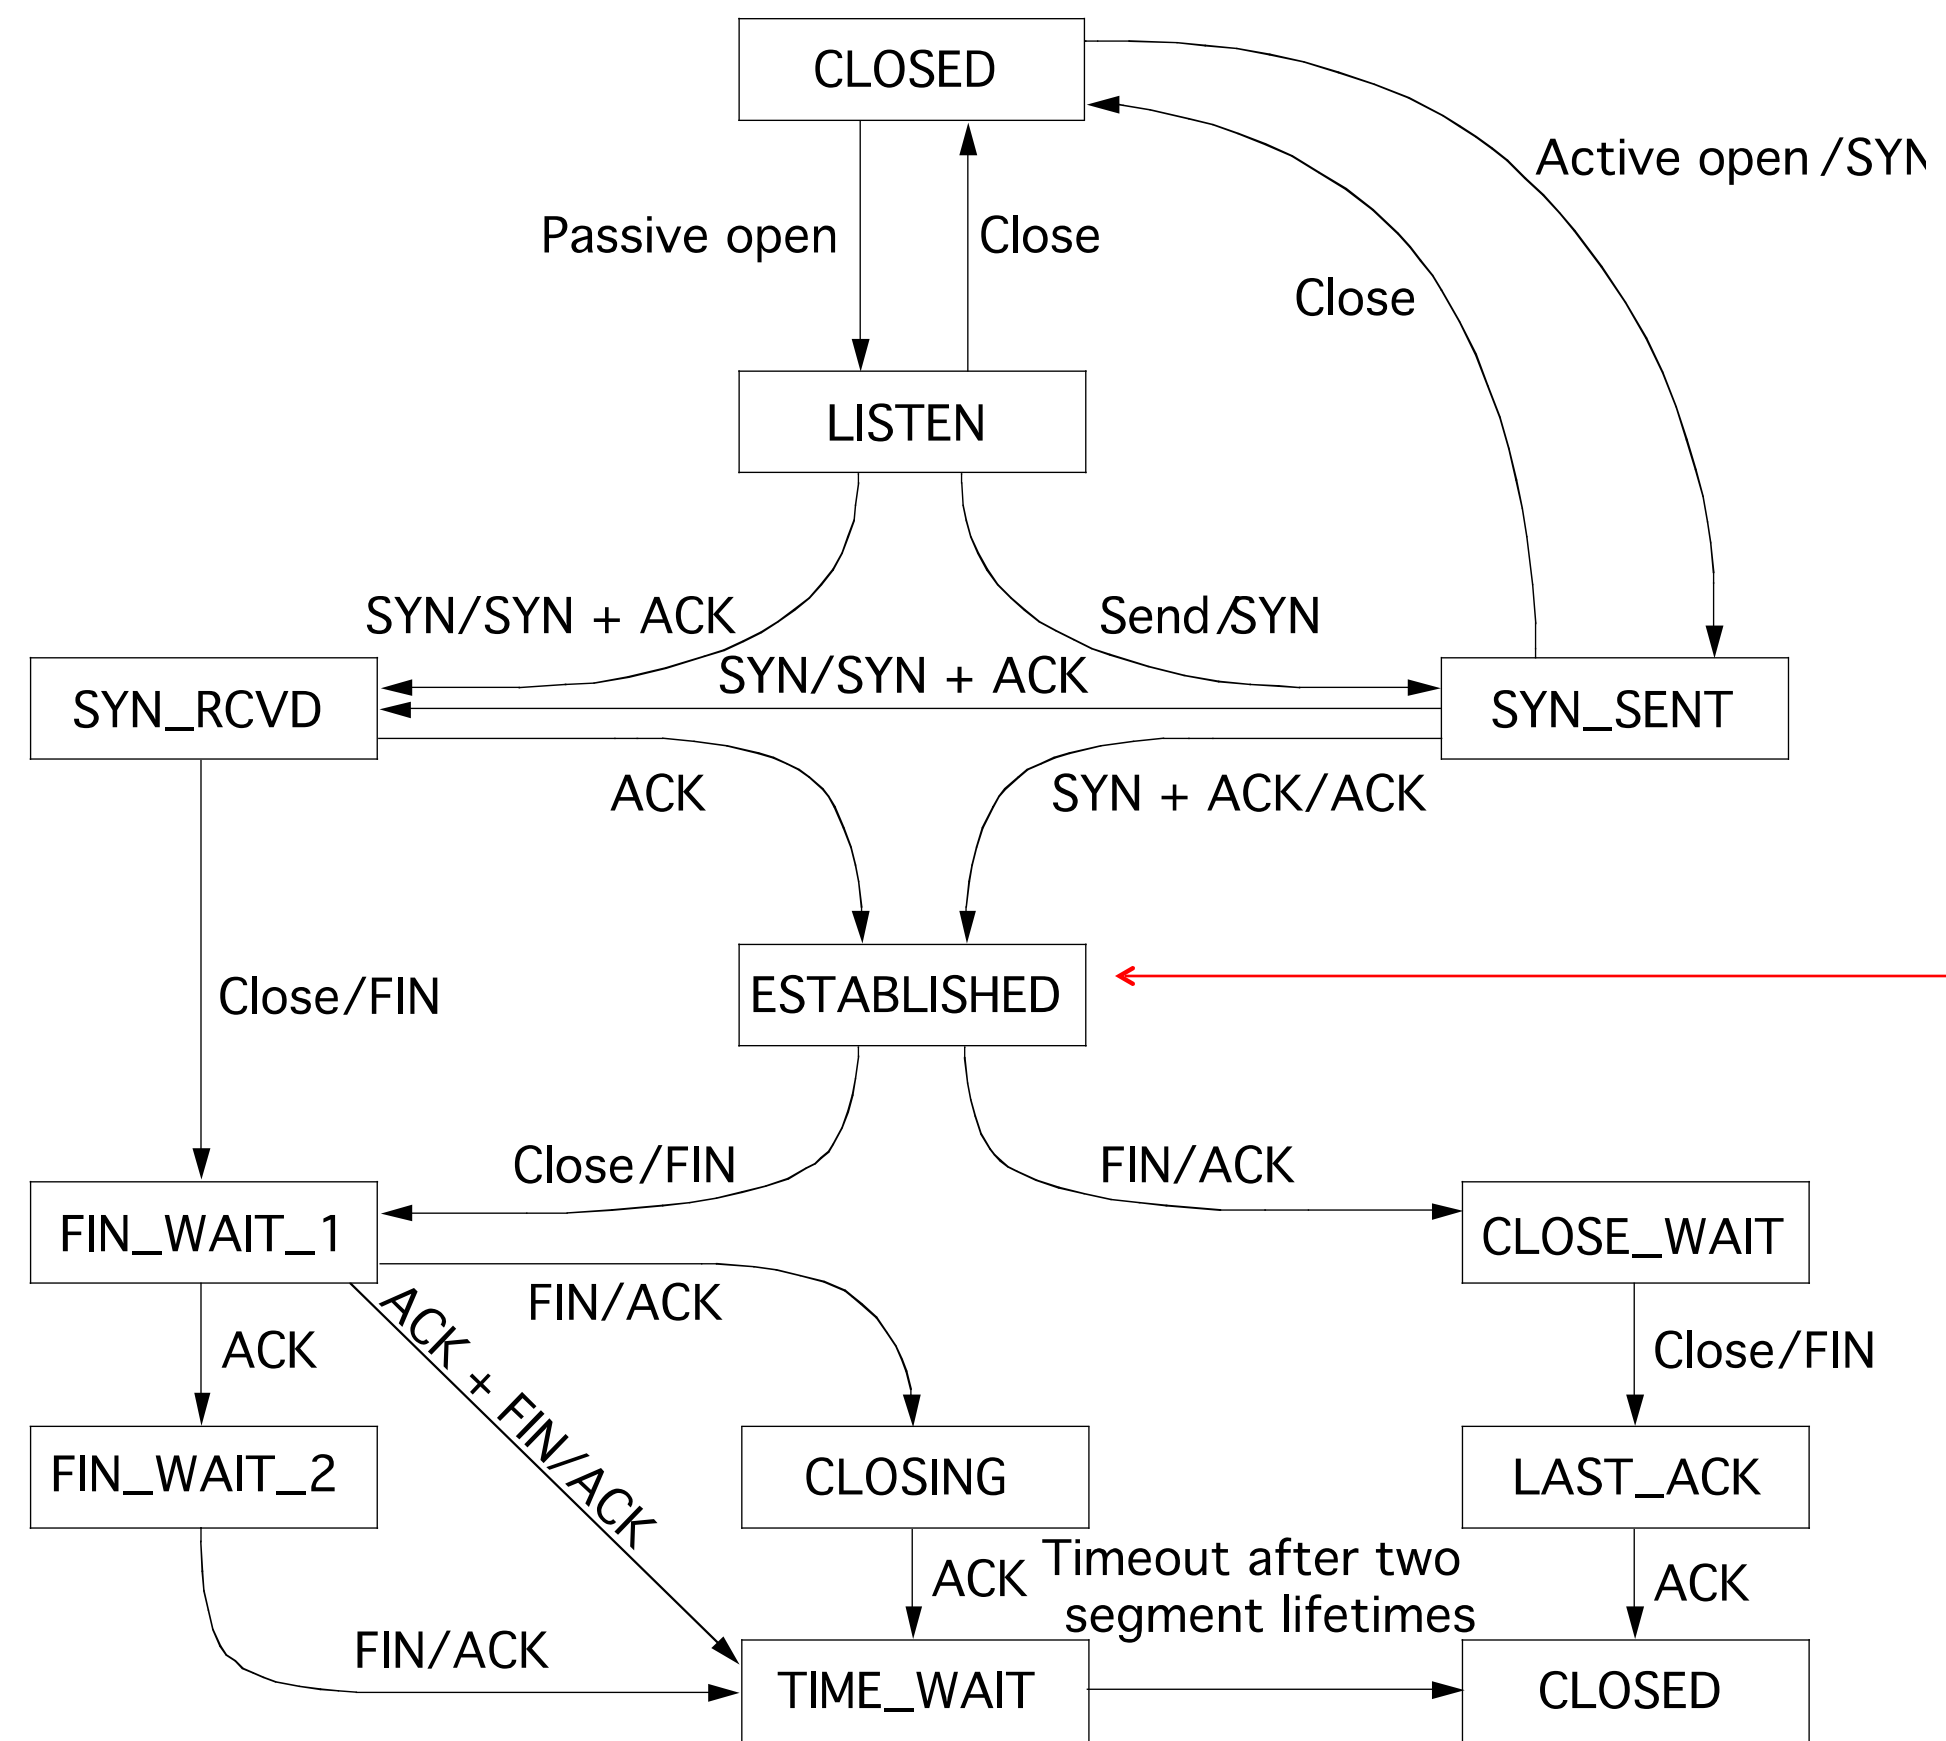 CLOSED
Active open /SYN
Passive open
Close
Close
LISTEN
SYN/SYN + ACK
Send/SYN
SYN/SYN + ACK
SYN_RCVD
SYN_SENT
ACK
SYN + ACK/ACK
Close/FIN
ESTABLISHED
Close/FIN
FIN/ACK
FIN_WAIT_1
CLOSE_WAIT
FIN/ACK
ACK
ACK + FIN/ACK
Close/FIN
FIN_WAIT_2
CLOSING
LAST_ACK
ACK
Timeout after two
segment lifetimes
ACK
FIN/ACK
TIME_WAIT
CLOSED